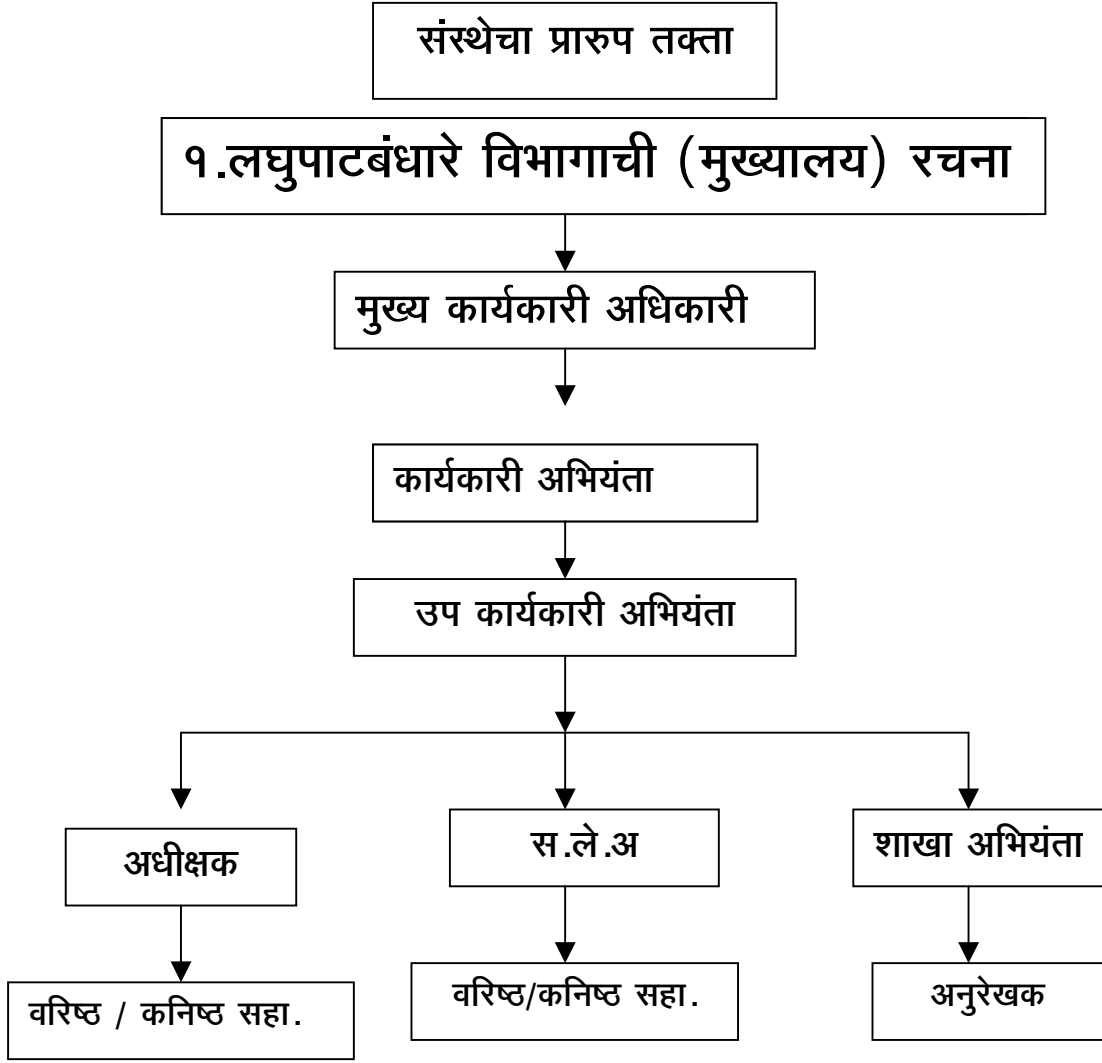 संस्थेचा प्रारुप तक्ता
१.लघुपाटबंधारे विभागाची (मुख्यालय) रचना
मुख्य कार्यकारी अधिकारी
कार्यकारी अभियंता
उप कार्यकारी अभियंता
अधीक्षक
स.ले.अ
शाखा अभियंता
वरिष्ठ / कनिष्ठ सहा.
वरिष्ठ/कनिष्ठ सहा.
अनुरेखक